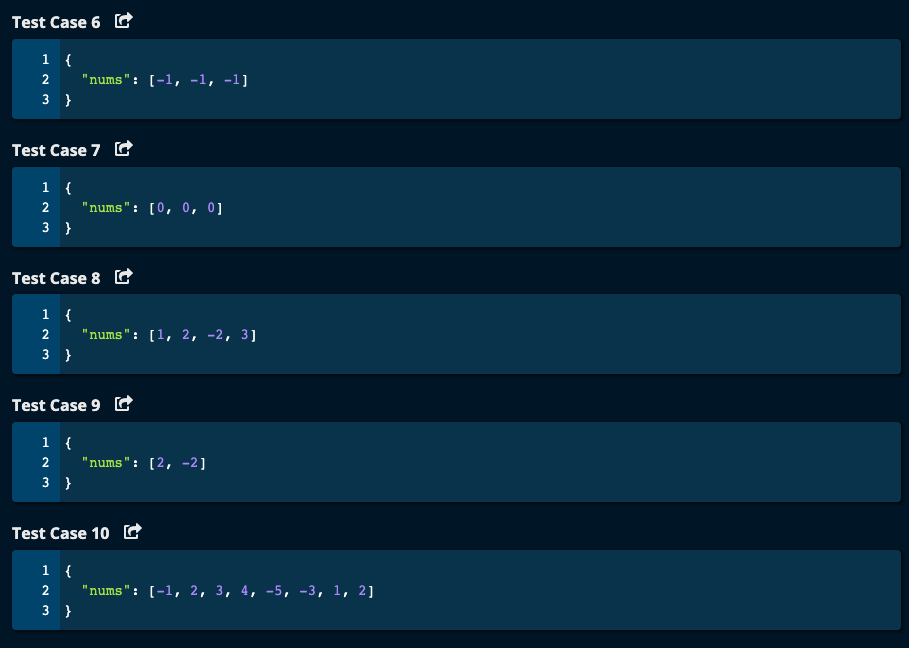 Test Case 6
1 {
2   "nums": [-1, -1, -1]
3 }
Test Case 7
1 {
2   "nums": [0, 0, 0]
3 }
Test Case 8
1 {
2   "nums": [1, 2, -2, 3]
3 }
Test Case 9
1 {
2   "nums": [2, -2]
3 }
Test Case 10
1 {
2   "nums": [-1, 2, 3, 4, -5, -3, 1, 2]
3 }